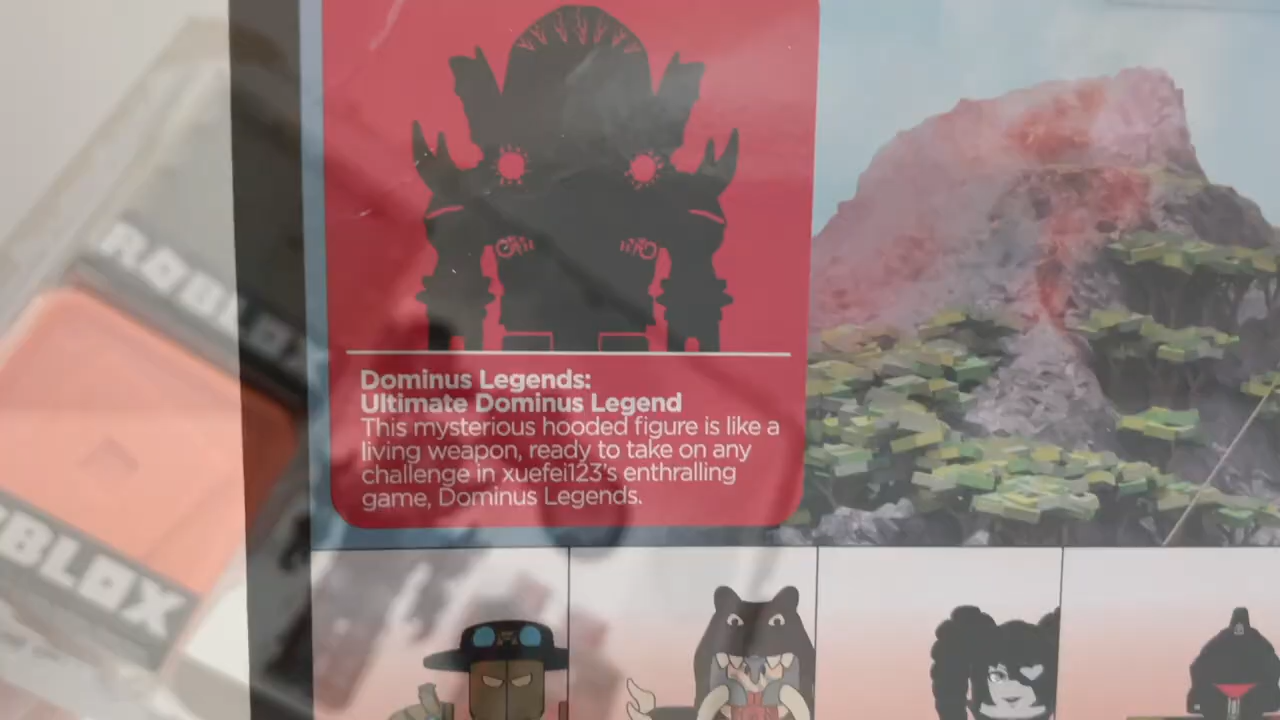 ROBLOX
Dominus Legends:
Ultimate Dominus Legend
This mysterious hooded figure is like a
living weapon, ready to take on any
challenge in xuefei123's enthralling
game, Dominus Legends.
BLOX